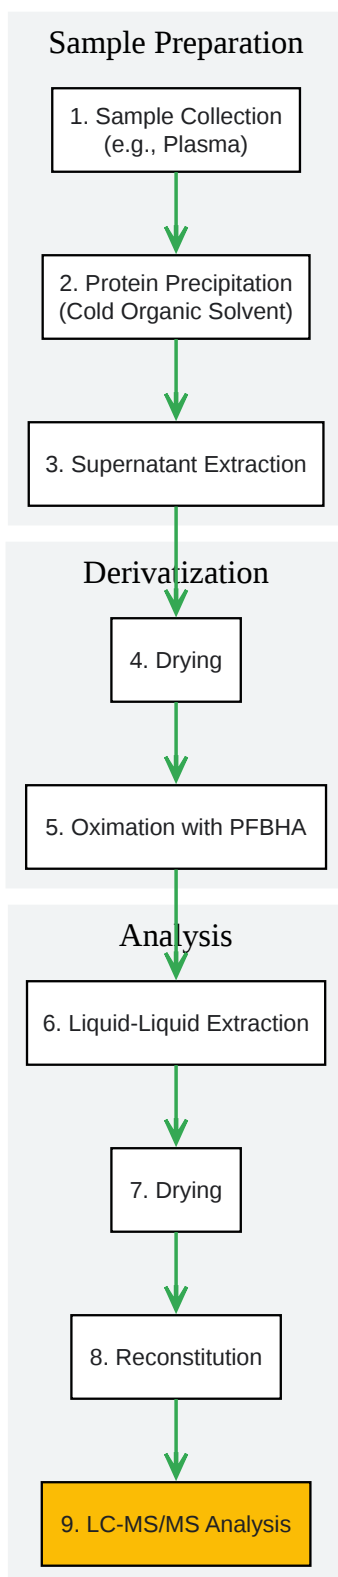 Sample Preparation
1. Sample Collection
(e.g., Plasma)
2. Protein Precipitation
(Cold Organic Solvent)
3. Supernatant Extraction
Derivatization
4. Drying
5. Oximation with PFBHA
Analysis
6. Liquid-Liquid Extraction
7. Drying
8. Reconstitution
9. LC-MS/MS Analysis